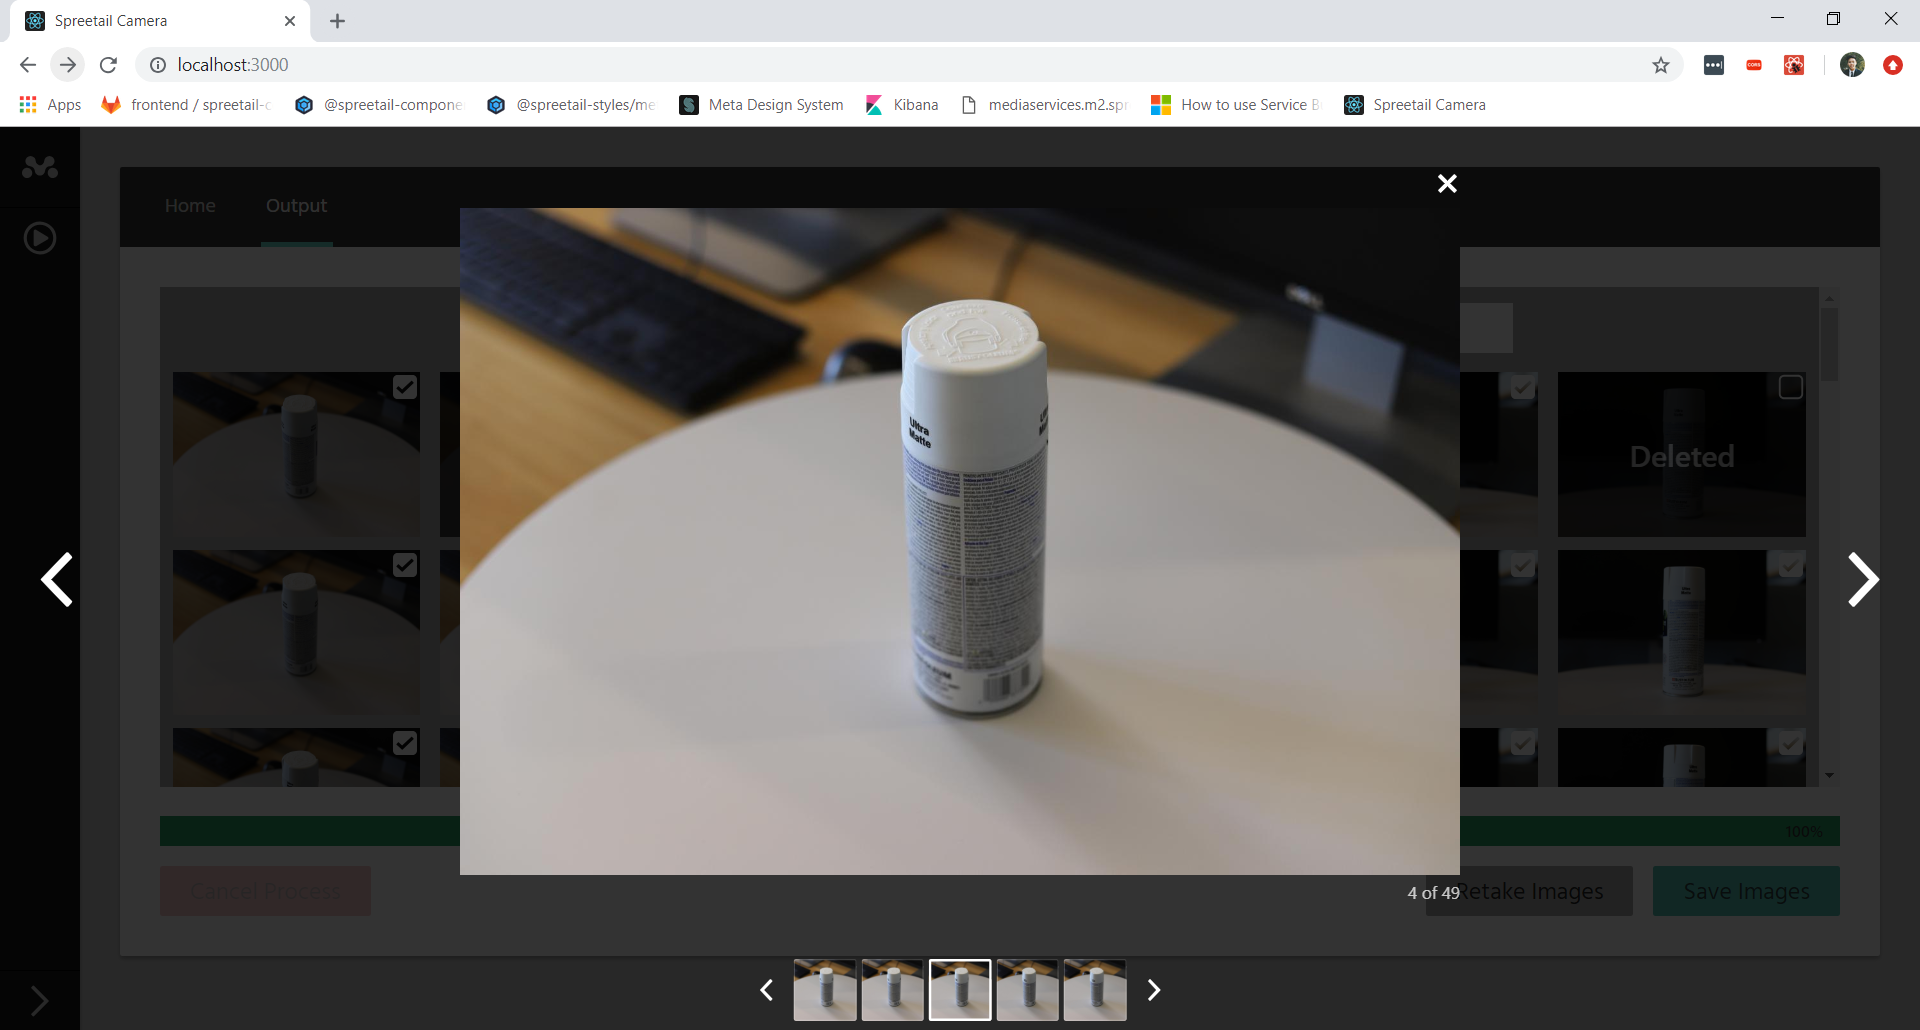 Spreetail Camera
localhost:3000
Apps
frontend / spreetail-c
@spreetail-compone
@spreetail-styles/me
Meta Design System
Kibana
mediaservices.m2.spr
How to use Service B
Spreetail Camera
Home
Output
Ultra
Matte
Deleted
100%
Cancel Process
4 of 49
Retake Images
Save Images